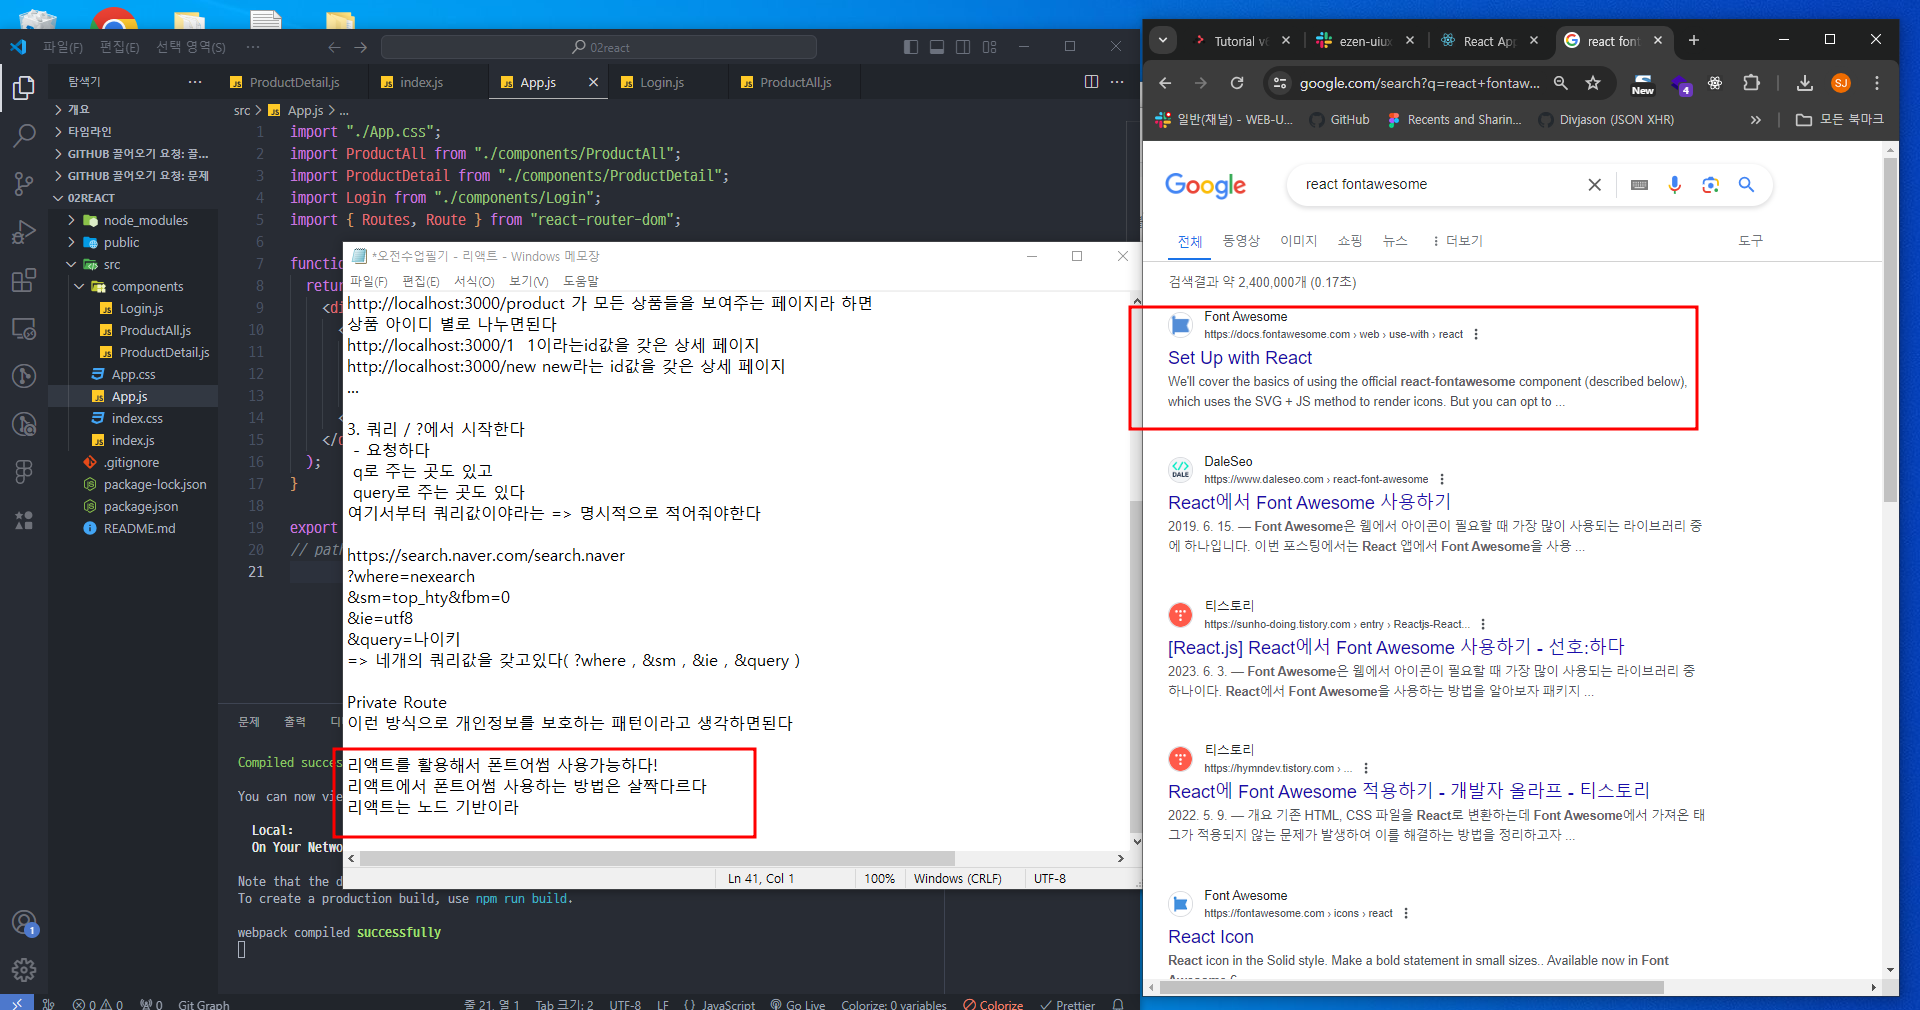 파일(F) 편집(E) 선택 영역(S) ···
02react
탐색기 ···
개요
타임라인
GITHUB 끌어오기 요청: 끌...
GITHUB 끌어오기 요청: 문제
02REACT
node_modules
public
src
components
Login.js
ProductAll.js
ProductDetail.js
App.css
App.js
index.css
index.js
.gitignore
package-lock.json
package.json
README.md
ProductDetail.js index.js App.js Login.js ProductAll.js
src > App.js > ...
1 import "./App.css";
2 import ProductAll from "./components/ProductAll";
3 import ProductDetail from "./components/ProductDetail";
4 import Login from "./components/Login";
5 import { Routes, Route } from "react-router-dom";
6
7 functio
8 retur
9 <di
10 <
11
12
13
14 <
15 </d
16 );
17 }
18
19 export
20 // path
21
문제 출력
Compiled succes
You can now vie
Local:
On Your Netwo
Note that the d
To create a production build, use npm run build.
webpack compiled successfully
1
0 0 0 Git Graph
줄 21, 열 1 Tab 크기: 2 UTF-8 LF {} JavaScript Go Live Colorize: 0 variables Colorize Prettier
*오전수업필기 - 리액트 - Windows 메모장
파일(F) 편집(E) 서식(O) 보기(V) 도움말
http://localhost:3000/product 가 모든 상품들을 보여주는 페이지라 하면
상품 아이디 별로 나누면된다
http://localhost:3000/1 1이라는id값을 갖은 상세 페이지
http://localhost:3000/new new라는 id값을 갖은 상세 페이지
...
3. 쿼리 / ?에서 시작한다
- 요청하다
q로 주는 곳도 있고
query로 주는 곳도 있다
여기서부터 쿼리값이야라는 => 명시적으로 적어줘야한다
https://search.naver.com/search.naver
?where=nexearch
&sm=top_hty&fbm=0
&ie=utf8
&query=나이키
=> 네개의 쿼리값을 갖고있다( ?where , &sm , &ie , &query )
Private Route
이런 방식으로 개인정보를 보호하는 패턴이라고 생각하면된다
리액트를 활용해서 폰트어썸 사용가능하다!
리액트에서 폰트어썸 사용하는 방법은 살짝다르다
리액트는 노드 기반이라
Ln 41, Col 1 100% Windows (CRLF) UTF-8
Tutorial v6 ezen-uiux React App react font
google.com/search?q=react+fontaw...
New 4 SJ
일반(채널) - WEB-U... GitHub Recents and Sharin... Divjason (JSON XHR) » 모든 북마크
Google react fontawesome
전체 동영상 이미지 쇼핑 뉴스 ⋮ 더보기 도구
검색결과 약 2,400,000개 (0.17초)
Font Awesome
https://docs.fontawesome.com › web › use-with › react
Set Up with React
We'll cover the basics of using the official react-fontawesome component (described below),
which uses the SVG + JS method to render icons. But you can opt to ...
DALE
DaleSeo
https://www.daleseo.com › react-font-awesome
React에서 Font Awesome 사용하기
2019. 6. 15. — Font Awesome은 웹에서 아이콘이 필요할 때 가장 많이 사용되는 라이브러리 중
에 하나입니다. 이번 포스팅에서는 React 앱에서 Font Awesome을 사용 ...
티스토리
https://sunho-doing.tistory.com › entry › Reactjs-React...
[React.js] React에서 Font Awesome 사용하기 - 선호:하다
2023. 6. 3. — Font Awesome은 웹에서 아이콘이 필요할 때 가장 많이 사용되는 라이브러리 중
하나이다. React에서 Font Awesome을 사용하는 방법을 알아보자 패키지 ...
티스토리
https://hymndev.tistory.com › ...
React에 Font Awesome 적용하기 - 개발자 올라프 - 티스토리
2022. 5. 9. — 개요 기존 HTML, CSS 파일을 React로 변환하는데 Font Awesome에서 가져온 태
그가 적용되지 않는 문제가 발생하여 이를 해결하는 방법을 정리하고자 ...
Font Awesome
https://fontawesome.com › icons › react
React Icon
React icon in the Solid style. Make a bold statement in small sizes.. Available now in Font
Awesome 6